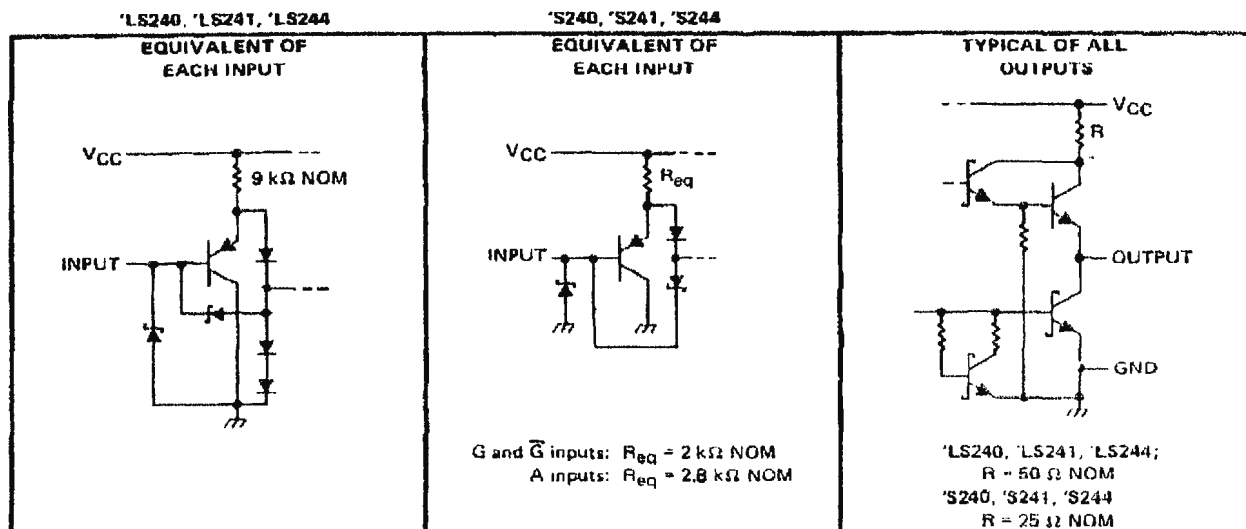 'LS240, 'LS241, 'LS244
EQUIVALENT OF
EACH INPUT
VCC
9 kΩ NOM
INPUT
'S240, 'S241, 'S244
EQUIVALENT OF
EACH INPUT
VCC
Req
INPUT
G and G̅ inputs: Req = 2 kΩ NOM
A inputs: Req = 2.8 kΩ NOM
TYPICAL OF ALL
OUTPUTS
VCC
R
OUTPUT
GND
'LS240, 'LS241, 'LS244;
R = 50 Ω NOM
'S240, 'S241, 'S244
R = 25 Ω NOM